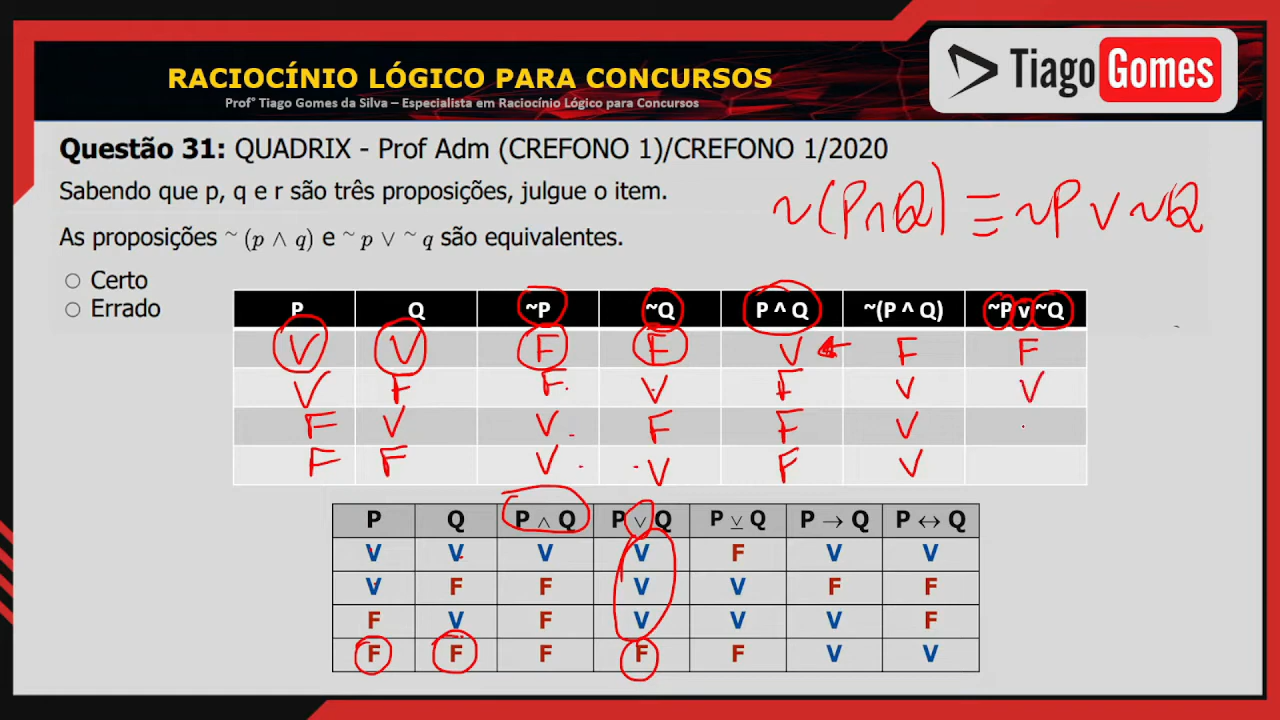 Tiago Gomes
RACIOCÍNIO LÓGICO PARA CONCURSOS
Profº Tiago Gomes da Silva – Especialista em Raciocínio Lógico para Concursos
Questão 31: QUADRIX - Prof Adm (CREFONO 1)/CREFONO 1/2020
Sabendo que p, q e r são três proposições, julgue o item.
~(P∧Q) ≡ ~P ∨ ~Q
As proposições ~ (p ∧ q) e ~ p ∨ ~ q são equivalentes.
Certo
Errado
P Q ~P ~Q P ^ Q ~(P ^ Q) ~P v ~Q
V V F F V F F
V F F V F V V
F V V F F V
F F V V F V
P Q P ∧ Q P ∨ Q P ⊻ Q P → Q P ↔ Q
V V V V F V V
V F F V V F F
F V F V V V F
F F F F F V V